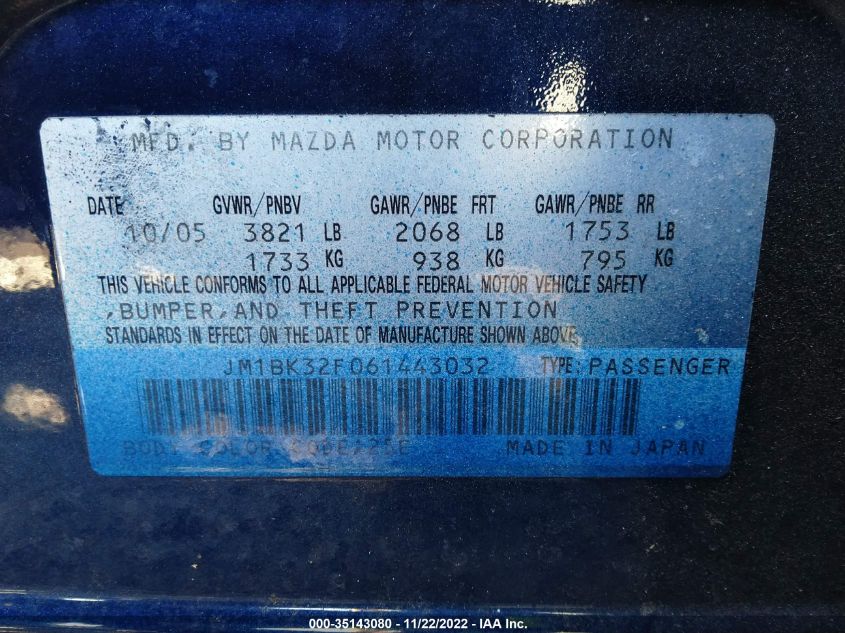 MFD. BY MAZDA MOTOR CORPORATION
DATE GVWR/PNBV GAWR/PNBE FRT GAWR/PNBE RR
10/05 3821 LB 2068 LB 1753 LB
1733 KG 938 KG 795 KG
THIS VEHICLE CONFORMS TO ALL APPLICABLE FEDERAL MOTOR VEHICLE SAFETY
,BUMPER,AND THEFT PREVENTION
STANDARDS IN EFFECT ON THE DATE OF MANUFACTURE SHOWN ABOVE.
JM1BK32F061443032 TYPE: PASSENGER
BODY COLOR CODE: MADE IN JAPAN
000-35143080 - 11/22/2022 - IAA Inc.